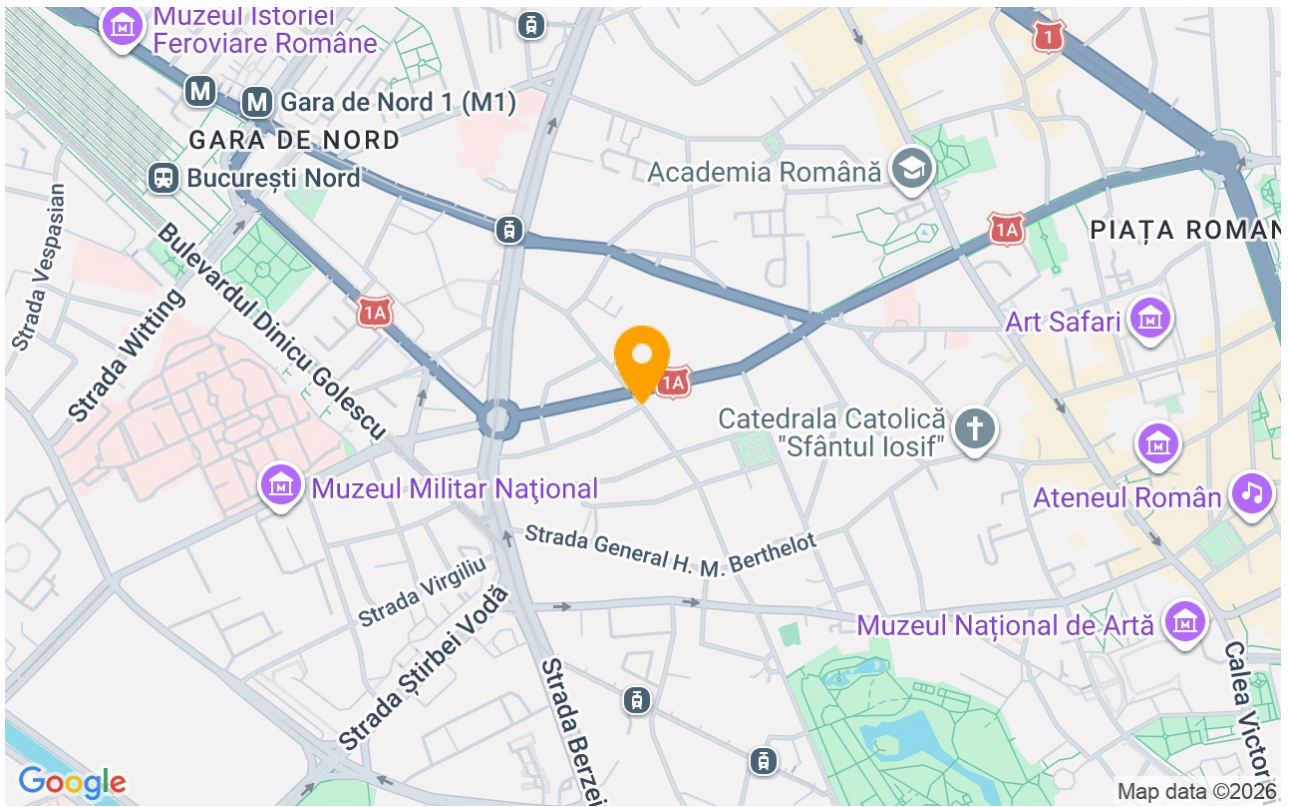 Muzeul Istoriei
Feroviare Române
1
M
M
Gara de Nord 1 (M1)
GARA DE NORD
București Nord
Academia Română
1A
PIAȚA ROMAN
Strada Vespasian
Bulevardul Dinicu Golescu
Strada Witting
1A
Art Safari
1A
Catedrala Catolică
"Sfântul Iosif"
Muzeul Militar Naţional
Ateneul Român
Strada General H. M. Berthelot
Strada Virgiliu
Strada Știrbei Vodă
Muzeul Național de Artă
Strada Berzei
Calea Victori
Google
Map data ©2026